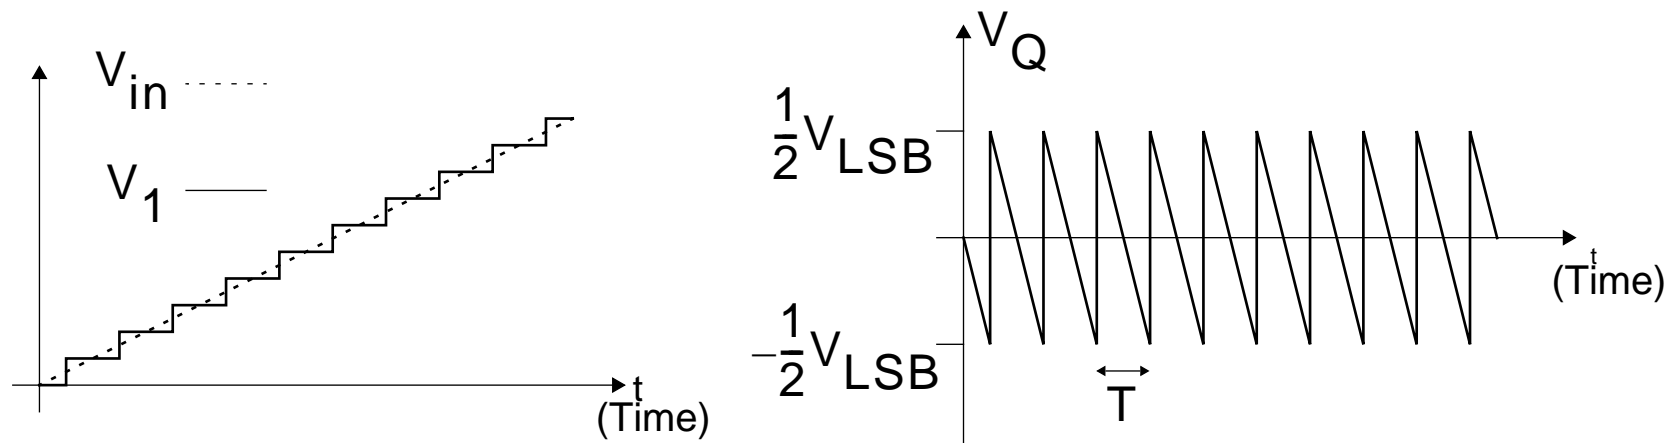 V_in
V_1
t
(Time)
V_Q
1/2 V_LSB
t
(Time)
−1/2 V_LSB
T